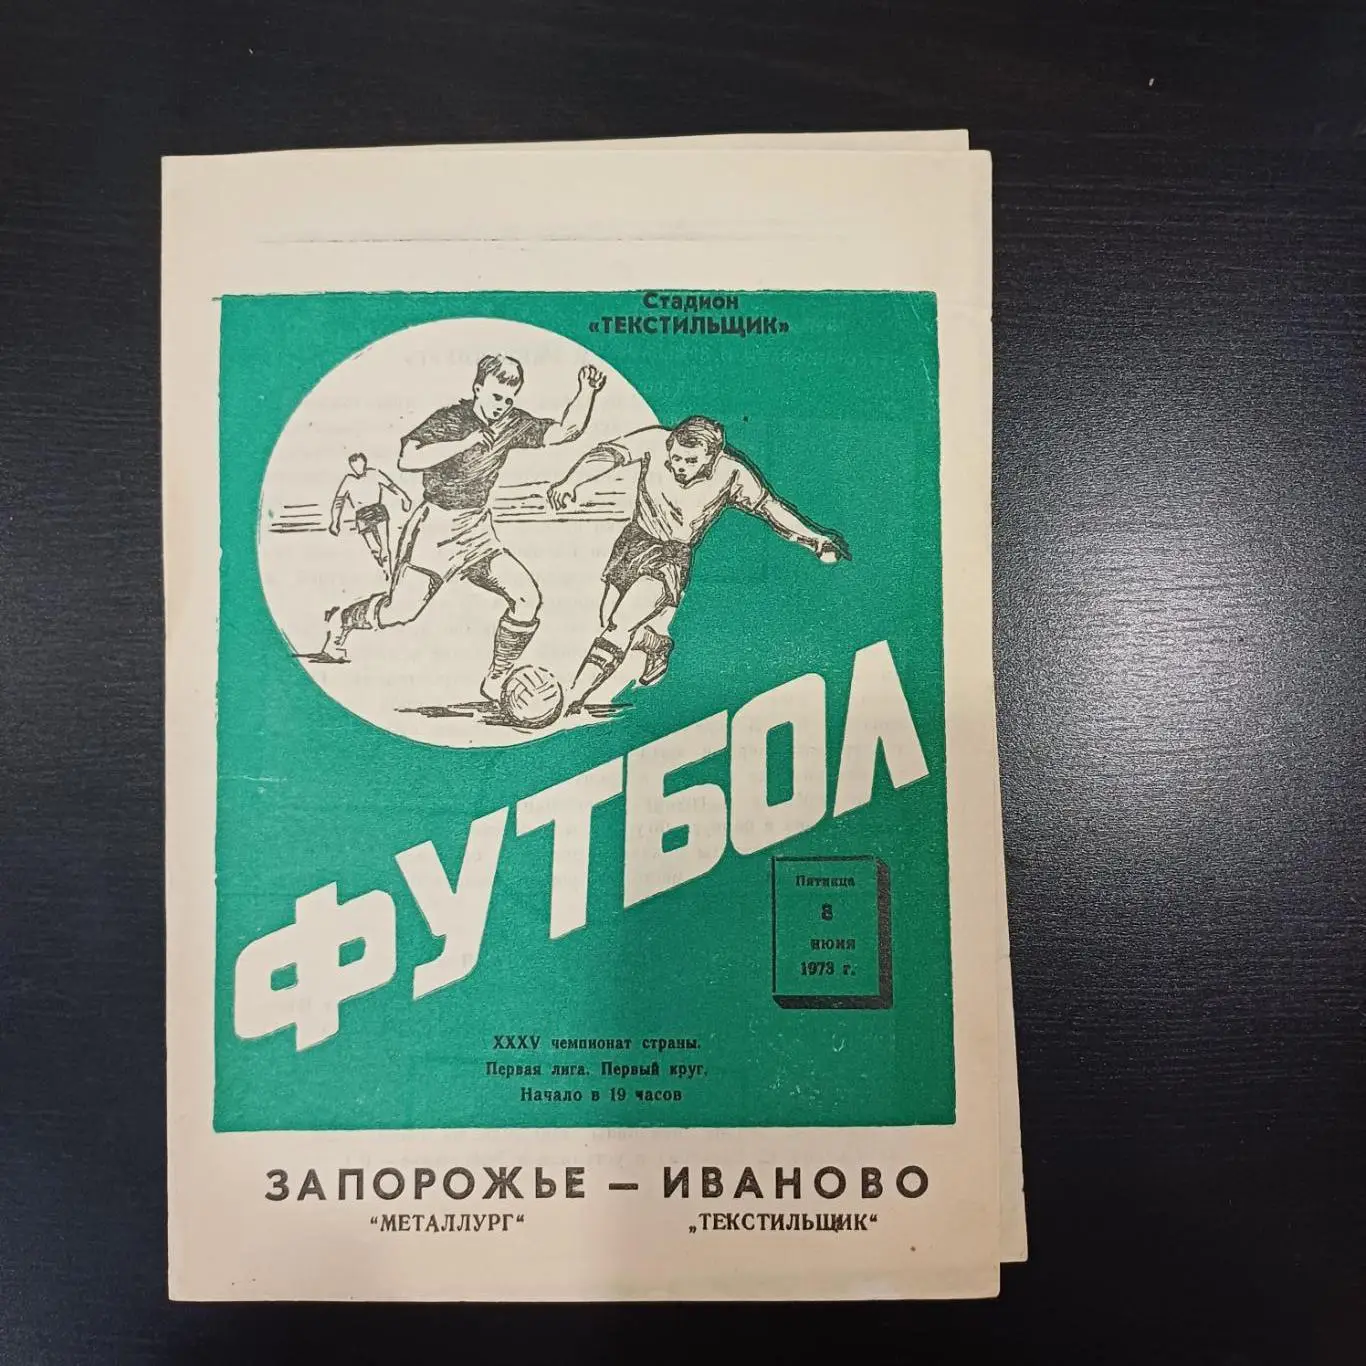 Стадион
«ТЕКСТИЛЬЩИК»
ФУТБОЛ
Пятница
8
июня
1973 г.
XXXV чемпионат страны.
Первая лига. Первый круг.
Начало в 19 часов
ЗАПОРОЖЬЕ — ИВАНОВО
"МЕТАЛЛУРГ" „ТЕКСТИЛЬЩИК"